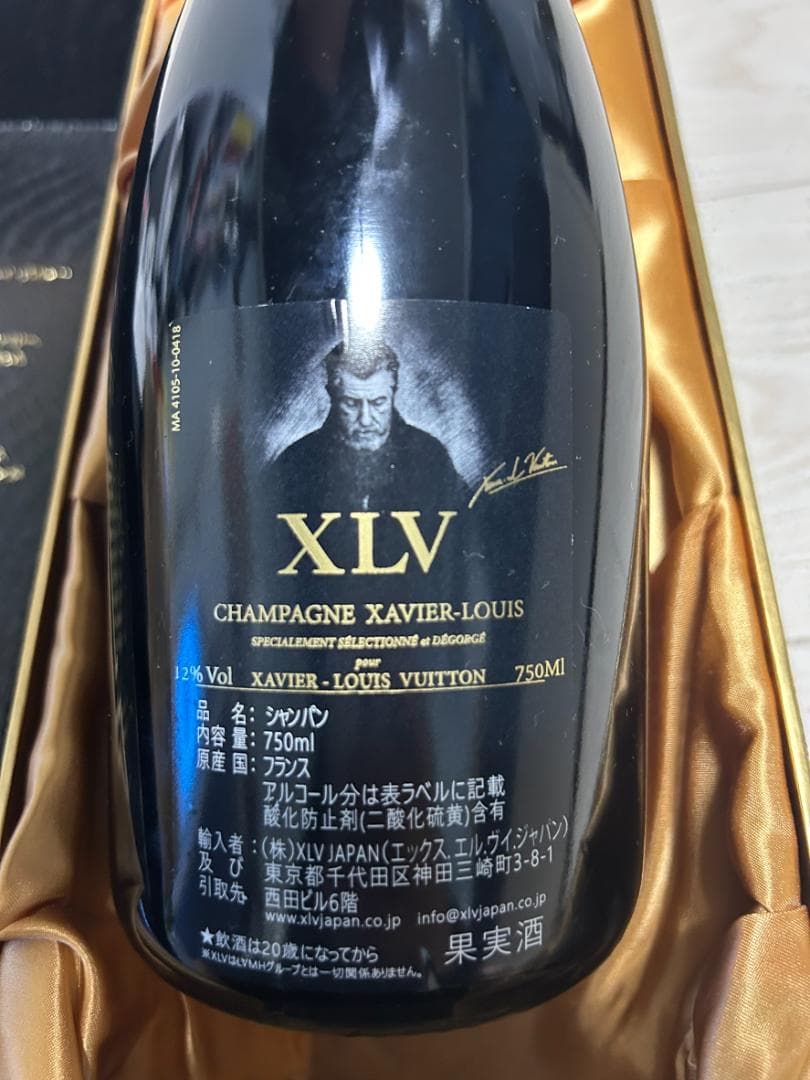 MA 4105-10-0418
XLV
CHAMPAGNE XAVIER-LOUIS
SPECIALEMENT SÉLECTIONNÉ et DÉGORGÉ
pour
12%Vol XAVIER-LOUIS VUITTON 750Ml
品 名: シャンパン
内容量: 750ml
原産国: フランス
アルコール分は表ラベルに記載
酸化防止剤(二酸化硫黄)含有
輸入者:(株)XLV JAPAN(エックス.エル.ヴイ.ジャパン)
及 び 東京都千代田区神田三崎町3-8-1
引取先 西田ビル6階
www.xlvjapan.co.jp info@xlvjapan.co.jp
★飲酒は20歳になってから
※XLVはLVMHグループとは一切関係ありません。
果実酒